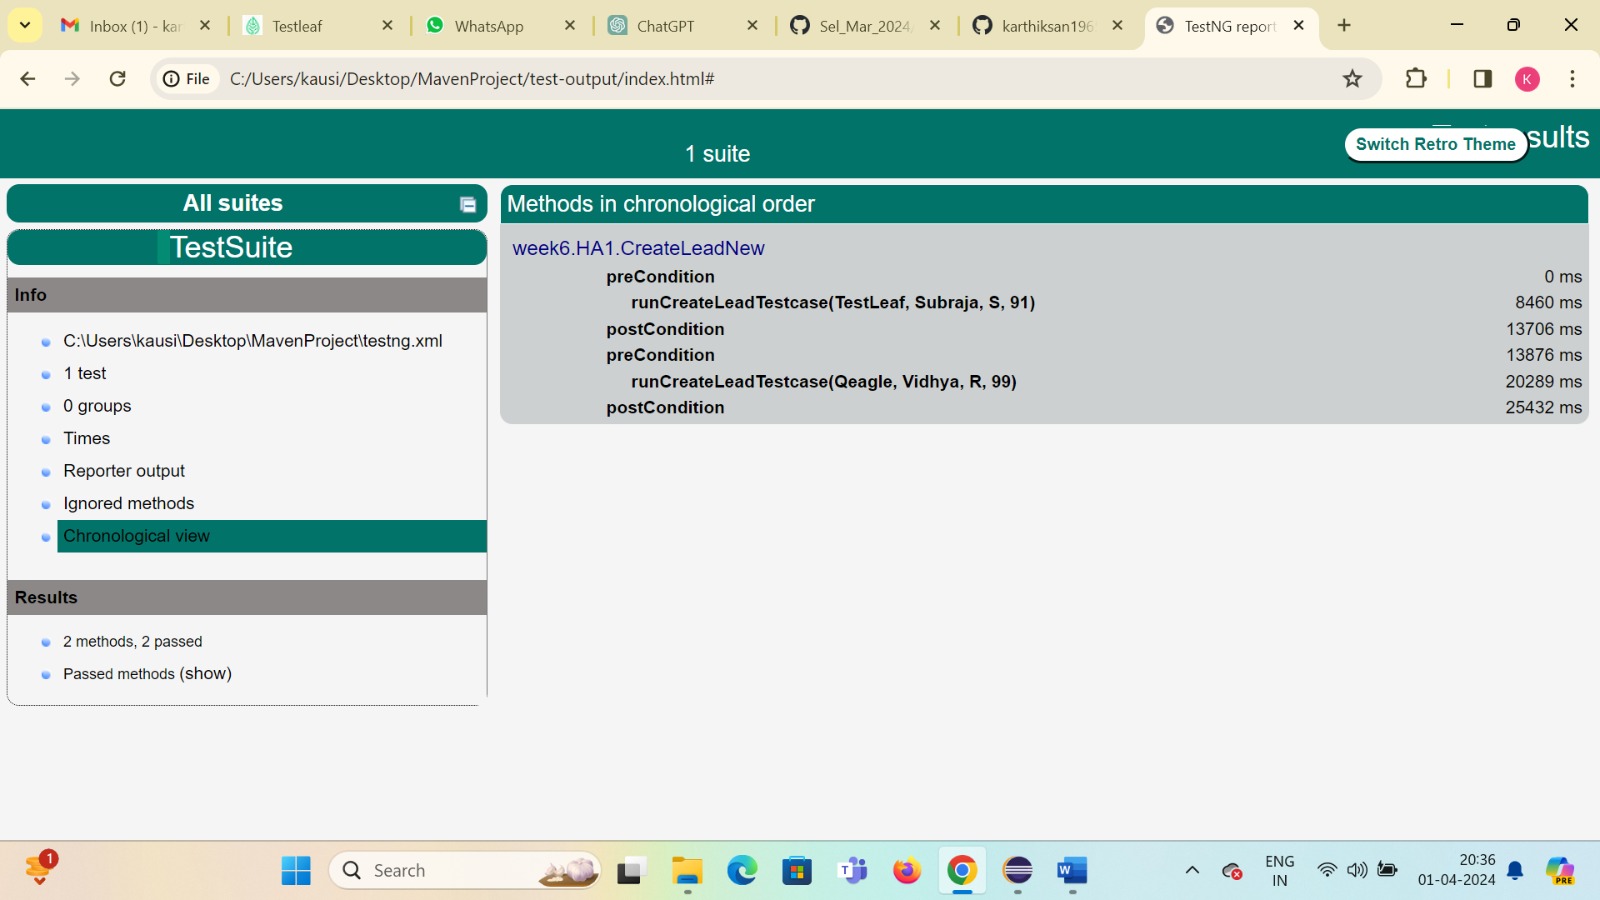 Inbox (1) - kar
Testleaf
WhatsApp
ChatGPT
Sel_Mar_2024
karthiksan196
TestNG report
File
C:/Users/kausi/Desktop/MavenProject/test-output/index.html#
K
1 suite
Switch Retro Theme
sults
All suites
TestSuite
Info
C:\Users\kausi\Desktop\MavenProject\testng.xml
1 test
0 groups
Times
Reporter output
Ignored methods
Chronological view
Results
2 methods, 2 passed
Passed methods (show)
Methods in chronological order
week6.HA1.CreateLeadNew
preCondition 0 ms
runCreateLeadTestcase(TestLeaf, Subraja, S, 91) 8460 ms
postCondition 13706 ms
preCondition 13876 ms
runCreateLeadTestcase(Qeagle, Vidhya, R, 99) 20289 ms
postCondition 25432 ms
1
Search
ENG
IN
20:36
01-04-2024
PRE